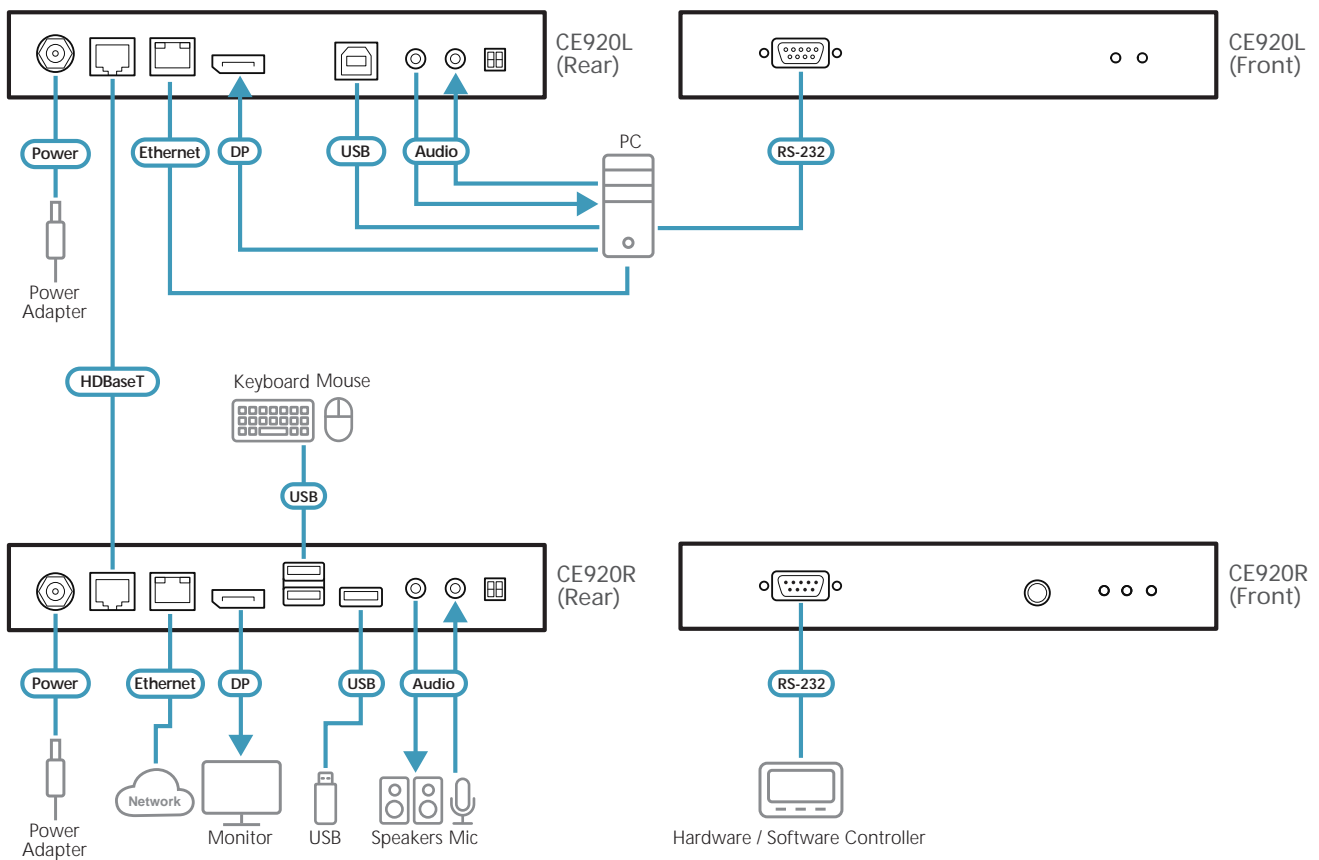 CE920L
(Rear)
CE920L
(Front)
Power
Ethernet
DP
USB
Audio
PC
RS-232
Power
Adapter
HDBaseT
Keyboard Mouse
USB
CE920R
(Rear)
CE920R
(Front)
Power
Ethernet
DP
USB
Audio
RS-232
Network
Power
Adapter
Monitor
USB
Speakers Mic
Hardware / Software Controller